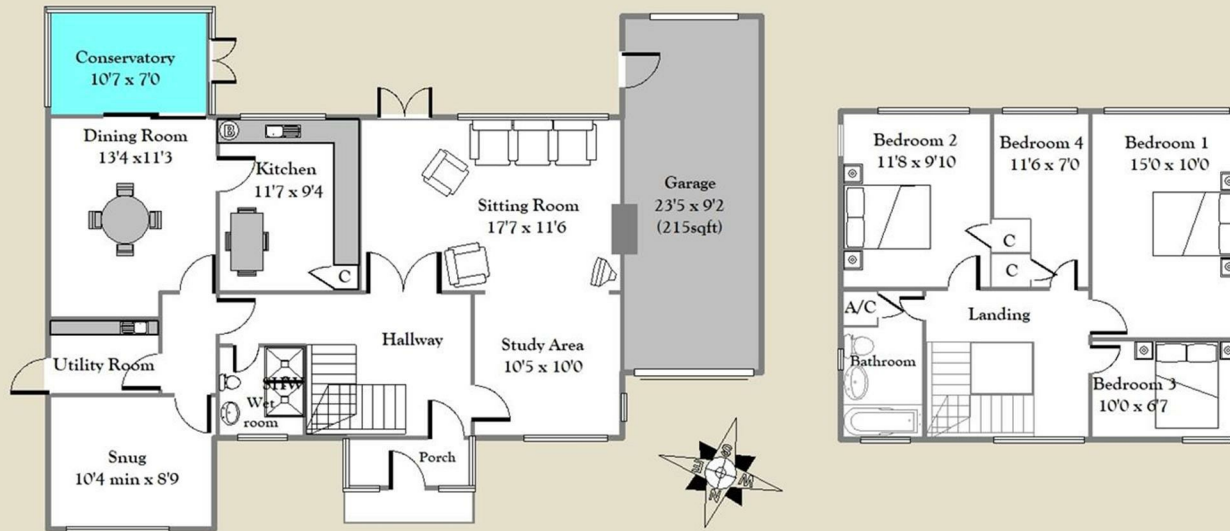 Conservatory
10'7 x 7'0
Dining Room
13'4 x11'3
B
Kitchen
11'7 x 9'4
C
Sitting Room
17'7 x 11'6
Garage
23'5 x 9'2
(215sqft)
Utility Room
Hallway
Study Area
10'5 x 10'0
SHW
Wet
room
Snug
10'4 min x 8'9
Porch
S
E
W
N
Bedroom 2
11'8 x 9'10
Bedroom 4
11'6 x 7'0
Bedroom 1
15'0 x 10'0
C
C
A/C
Landing
Bathroom
Bedroom 3
10'0 x 6'7